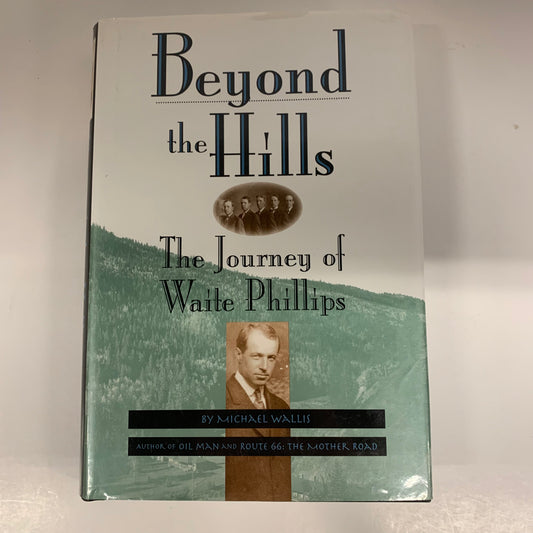 Beyond
the Hills
The Journey of
Waite Phillips
BY MICHAEL WALLIS
AUTHOR OF OIL MAN AND ROUTE 66: THE MOTHER ROAD